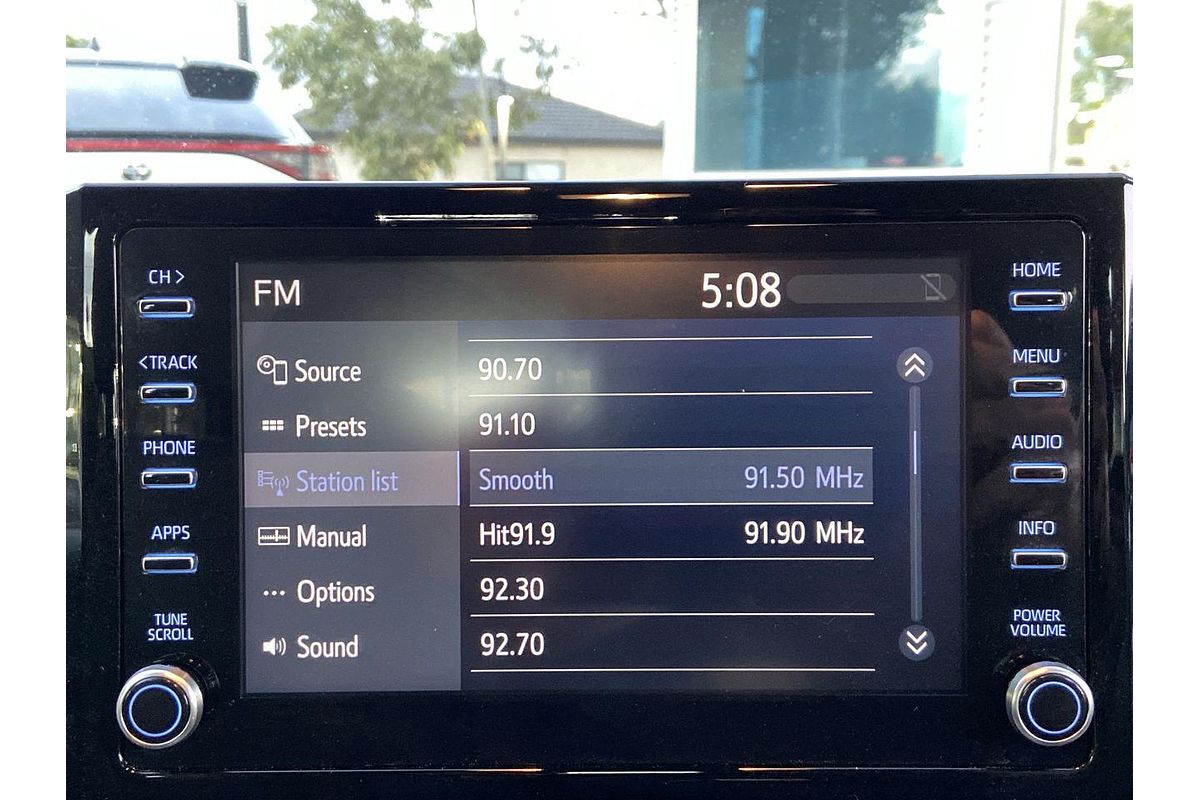 FM 5:08
CH >
<TRACK
PHONE
APPS
TUNE
SCROLL
Source
Presets
Station list
Manual
Options
Sound
90.70
91.10
Smooth 91.50 MHz
Hit91.9 91.90 MHz
92.30
92.70
HOME
MENU
AUDIO
INFO
POWER
VOLUME